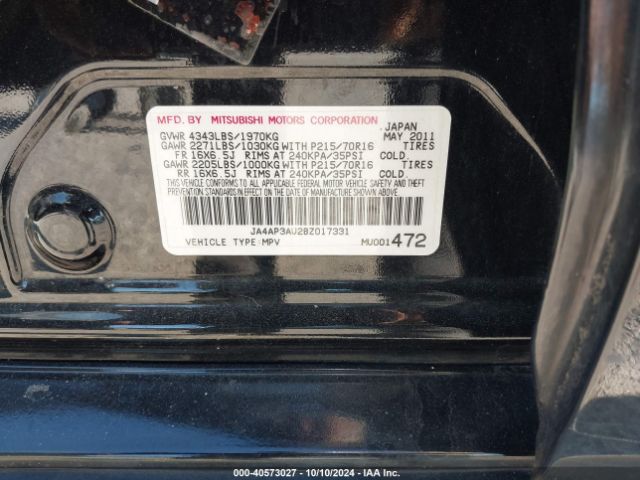 MFD. BY MITSUBISHI MOTORS CORPORATION JAPAN
GVWR 4343LBS/1970KG MAY 2011
GAWR 2271LBS/1030KG WITH P215/70R16 TIRES
FR 16X6.5J RIMS AT 240KPA/35PSI COLD.
GAWR 2205LBS/1000KG WITH P215/70R16 TIRES
RR 16X6.5J RIMS AT 240KPA/35PSI COLD.
THIS VEHICLE CONFORMS TO ALL APPLICABLE FEDERAL MOTOR VEHICLE SAFETY
STANDARDS IN EFFECT ON THE DATE OF MANUFACTURE SHOWN
ABOVE.
JA4AP3AU2BZ017331
VEHICLE TYPE:MPV MU001472
000-40573027 - 10/10/2024 - IAA Inc.